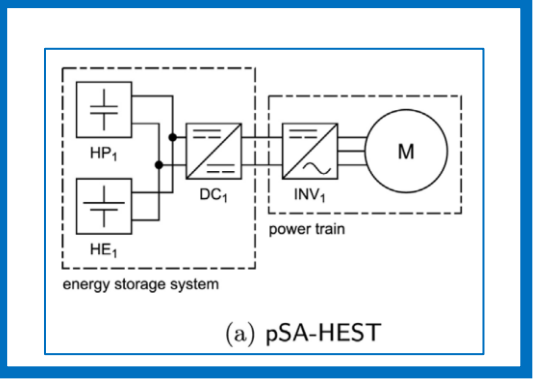 HP1
HE1
DC1
INV1
M
power train
energy storage system
(a) pSA-HEST